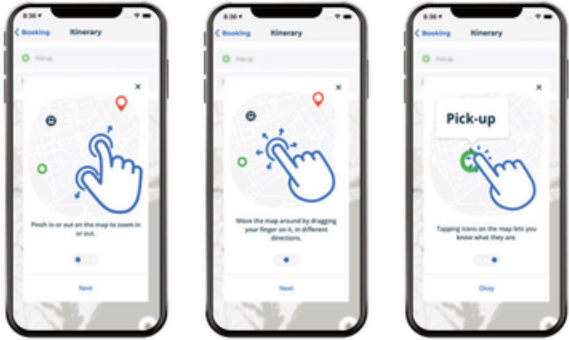 8:36
Booking Itinerary
Pick-up
Pinch in or out on the map to zoom in
or out.
Next
8:36
Booking Itinerary
Pick-up
Move the map around by dragging
your finger on it, in different
directions.
Next
8:36
Booking Itinerary
Pick-up
Pick-up
Tapping icons on the map lets you
know what they are.
Okay